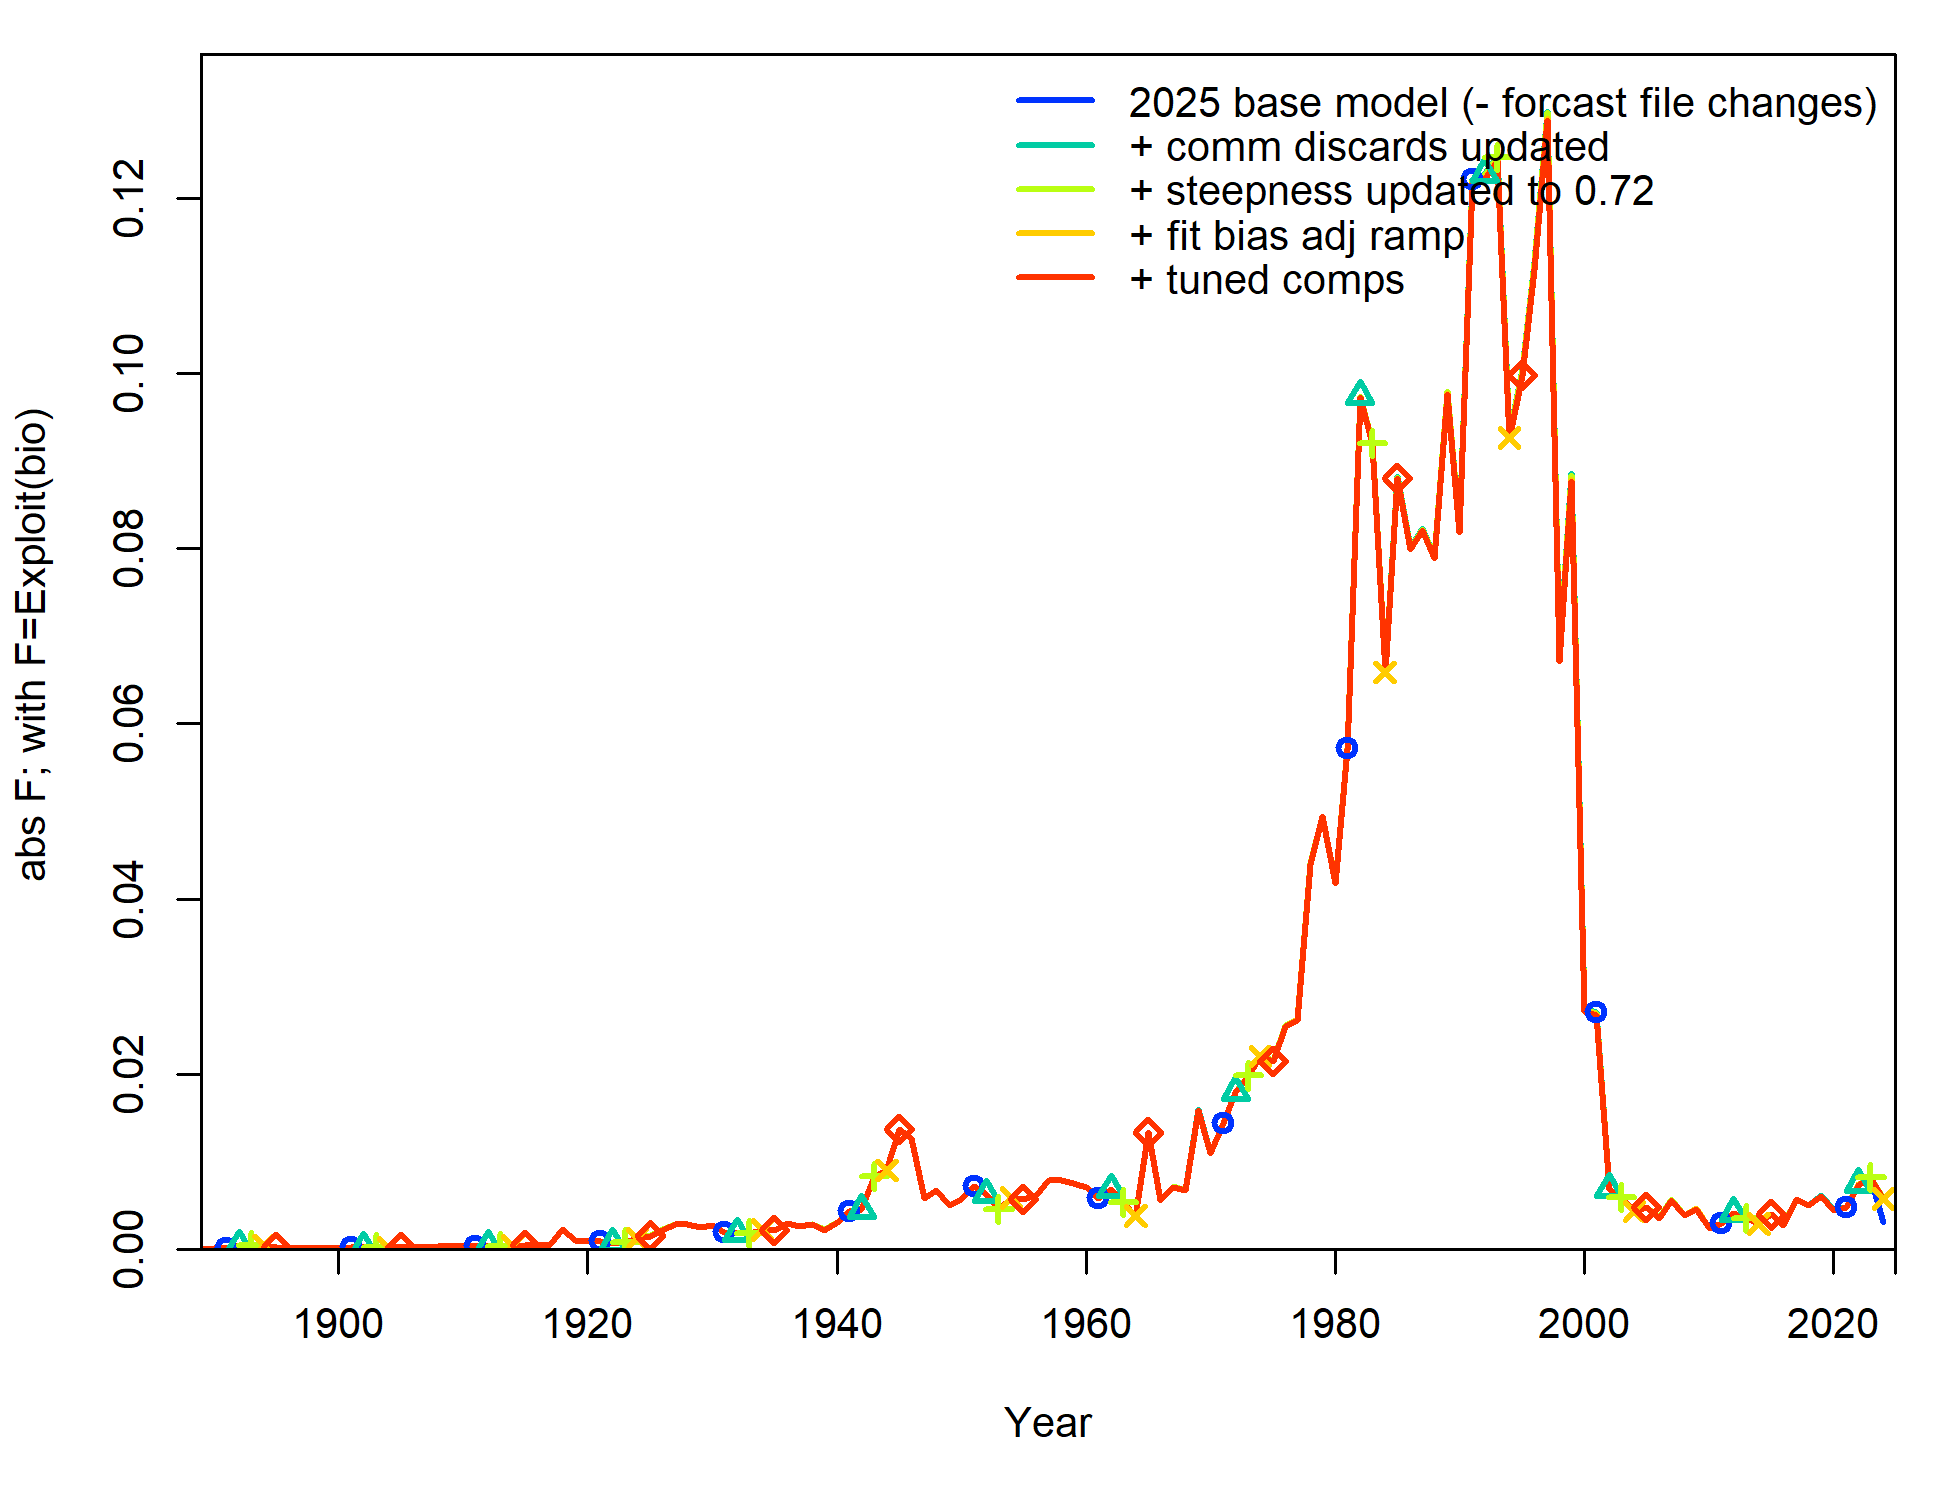 2025 base model (- forcast file changes)
+ comm discards updated
+ steepness updated to 0.72
+ fit bias adj ramp
+ tuned comps
abs F; with F=Exploit(bio)
0.12
0.10
0.08
0.06
0.04
0.02
0.00
1900 1920 1940 1960 1980 2000 2020
Year